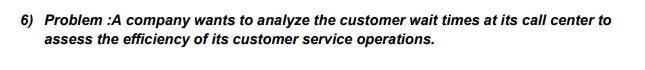 6) Problem :A company wants to analyze the customer wait times at its call center to
assess the efficiency of its customer service operations.